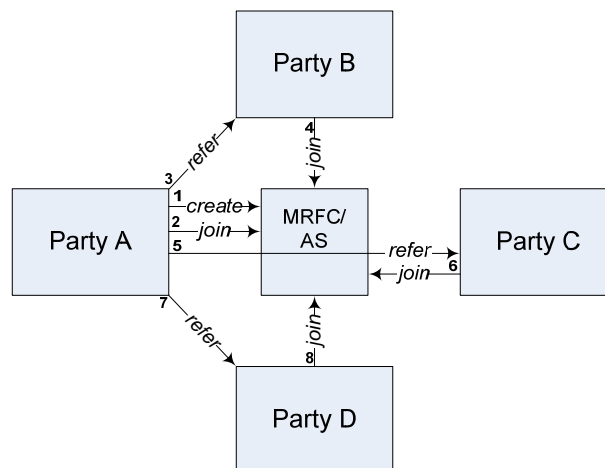 Party B
4
join
refer
3
1
create
2
join
5
Party A
MRFC/
AS
refer
join
6
Party C
7
refer
join
8
Party D